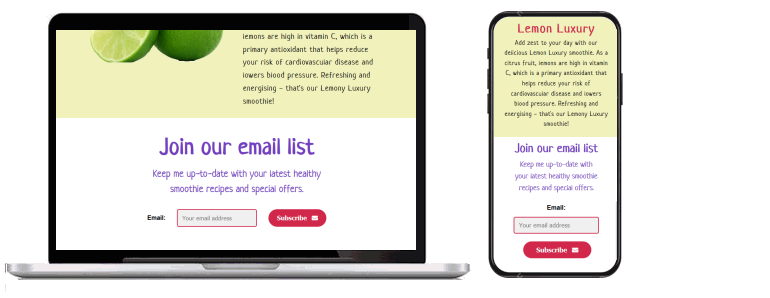 lemons are high in vitamin C, which is a
primary antioxidant that helps reduce
your risk of cardiovascular disease and
lowers blood pressure. Refreshing and
energising - that's our Lemony Luxury
smoothie!
Join our email list
Keep me up-to-date with your latest healthy
smoothie recipes and special offers.
Email:
Your email address
Subscribe
Lemon Luxury
Add zest to your day with our
delicious Lemon Luxury smoothie. As a
citrus fruit, lemons are high in vitamin
C, which is a primary antioxidant that
helps reduce your risk of
cardiovascular disease and lowers
blood pressure. Refreshing and
energising - that's our Lemony Luxury
smoothie!
Join our email list
Keep me up-to-date with
your latest healthy smoothie
recipes and special offers.
Email:
Your email address
Subscribe